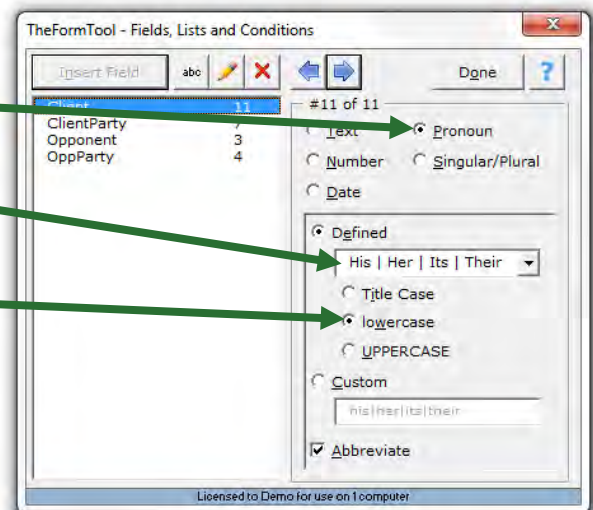 TheFormTool - Fields, Lists and Conditions
Insert Field abc Done ?
Client 11
ClientParty 7
Opponent 3
OppParty 4
#11 of 11
Text Pronoun
Number Singular/Plural
Date
Defined
His | Her | Its | Their
Title Case
lowercase
UPPERCASE
Custom
his|her|its|their
Abbreviate
Licensed to Demo for use on 1 computer